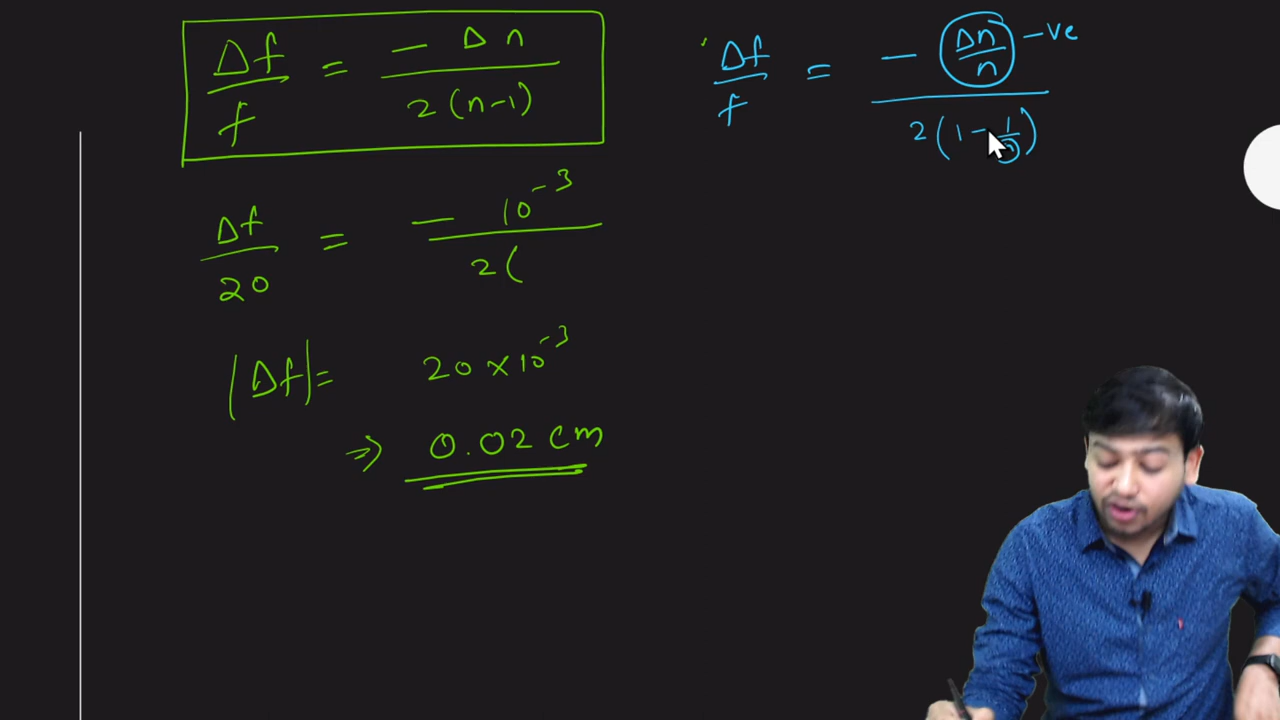 Δf/f = - Δn / 2(n-1)
Δf/20 = - 10^-3 / 2(
|Δf| = 20 × 10^-3
⇒ 0.02 cm
Δf/f = - Δn/n / 2(1 - 1/n)
-ve